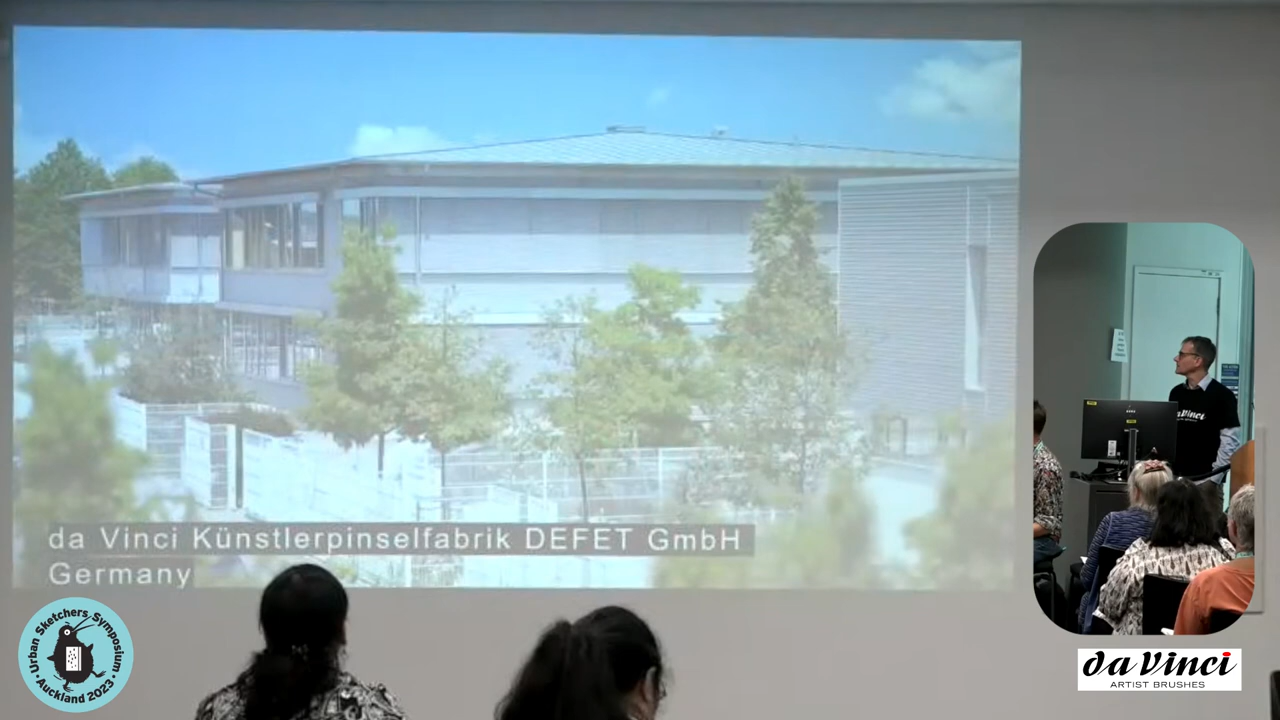 da Vinci Künstlerpinselfabrik DEFET GmbH
Germany
da Vinci
Urban Sketchers Symposium
Auckland 2023
da Vinci
ARTIST BRUSHES